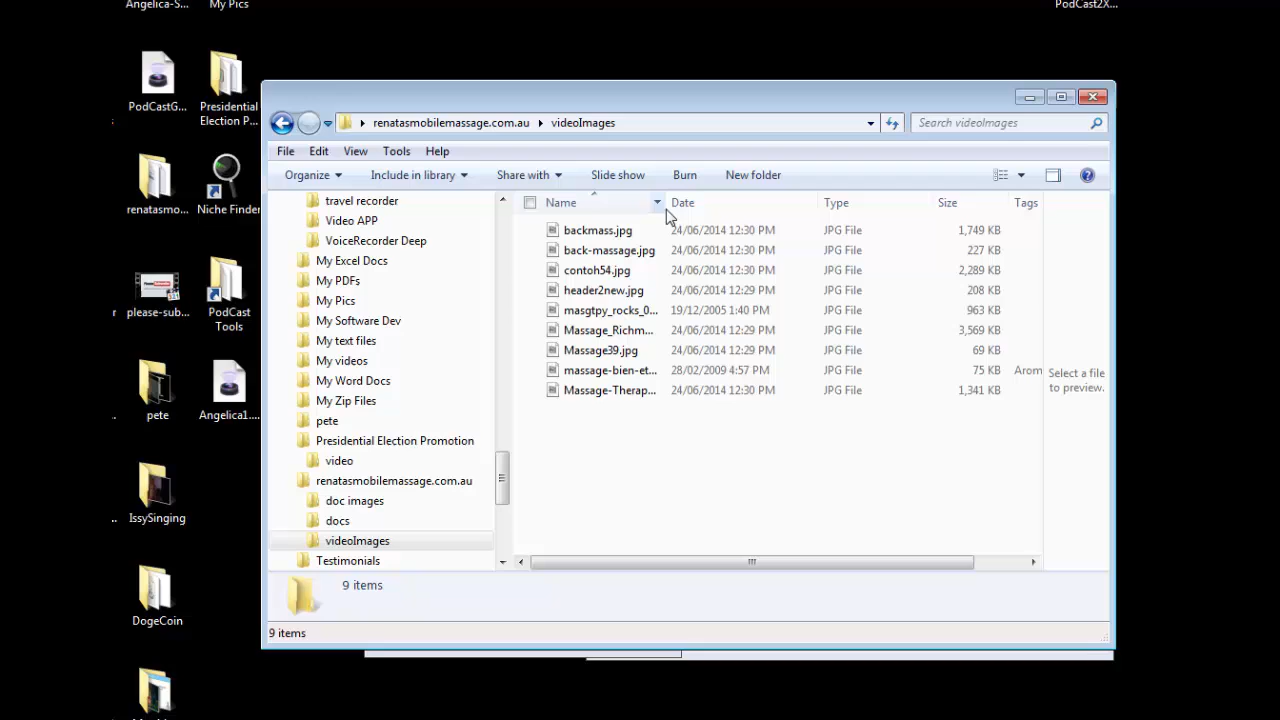 Angelica-S...
My Pics
PodCast2X...
PodCastG...
Presidential
Election P...
renatasmo...
Niche Finder
please-sub...
PodCast
Tools
pete
Angelica1....
IssySinging
DogeCoin
renatasmobilemassage.com.au
videoImages
Search videoImages
File
Edit
View
Tools
Help
Organize
Include in library
Share with
Slide show
Burn
New folder
travel recorder
Video APP
VoiceRecorder Deep
My Excel Docs
My PDFs
My Pics
My Software Dev
My text files
My videos
My Word Docs
My Zip Files
pete
Presidential Election Promotion
video
renatasmobilemassage.com.au
doc images
docs
videoImages
Testimonials
Name Date Type Size Tags
backmass.jpg 24/06/2014 12:30 PM JPG File 1,749 KB
back-massage.jpg 24/06/2014 12:30 PM JPG File 227 KB
contoh54.jpg 24/06/2014 12:30 PM JPG File 2,289 KB
header2new.jpg 24/06/2014 12:29 PM JPG File 208 KB
masgtpy_rocks_0... 19/12/2005 1:40 PM JPG File 963 KB
Massage_Richm... 24/06/2014 12:29 PM JPG File 3,569 KB
Massage39.jpg 24/06/2014 12:29 PM JPG File 69 KB
massage-bien-et... 28/02/2009 4:57 PM JPG File 75 KB Arom
Massage-Therap... 24/06/2014 12:30 PM JPG File 1,341 KB
Select a file
to preview.
9 items
9 items